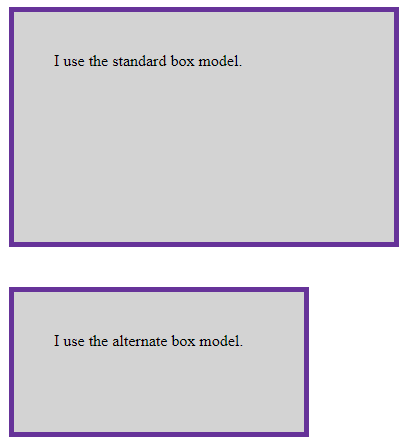 I use the standard box model.
I use the alternate box model.